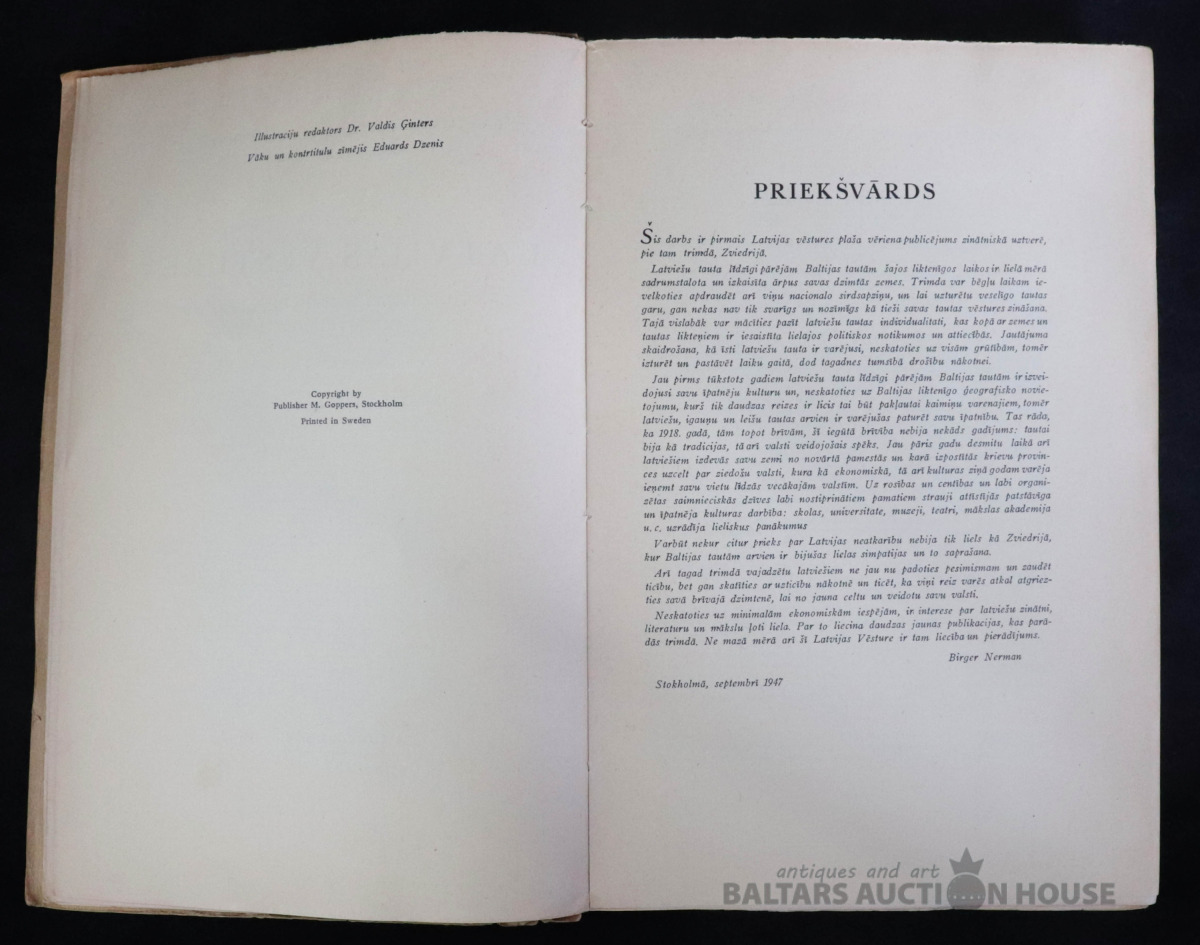 Illustraciju redaktors Dr. Valdis Ģinters
Vāku un kontrtitulu zīmējis Eduards Dzenis
Copyright by
Publisher M. Goppers, Stockholm
Printed in Sweden
PRIEKŠVĀRDS
Šis darbs ir pirmais Latvijas vēstures plaša vēriena publicējums zinātniskā uztverē,
pie tam trimdā, Zviedrijā.
Latviešu tauta līdzīgi pārējām Baltijas tautām šajos liktenīgos laikos ir lielā mērā
sadrumstalota un izkaisīta ārpus savas dzimtās zemes. Trimda var bēgļu laikam ie-
velkoties apdraudēt arī viņu nacionalo sirdsapziņu, un lai uzturētu veselīgo tautas
garu, gan nekas nav tik svarīgs un nozīmīgs kā tieši savas tautas vēstures zināšana.
Tajā vislabāk var mācīties pazīt latviešu tautas individualitati, kas kopā ar zemes un
tautas likteņiem ir iesaistīta lielajos politiskos notikumos un attiecībās. Jautājuma
skaidrošana, kā īsti latviešu tauta ir varējusi, neskatoties uz visām grūtībām, tomēr
izturēt un pastāvēt laiku gaitā, dod tagadnes tumsībā drošību nākotnei.
Jau pirms tūkstots gadiem latviešu tauta līdzīgi pārējām Baltijas tautām ir izvei-
dojusi savu īpatnēju kulturu un, neskatoties uz Baltijas liktenīgo ģeografisko novie-
tojumu, kurš tik daudzas reizes ir licis tai būt pakļautai kaimiņu varenajiem, tomēr
latviešu, igauņu un leišu tautas arvien ir varējušas paturēt savu īpatnību. Tas rāda,
ka 1918. gadā, tām topot brīvām, šī iegūtā brīvība nebija nekāds gadījums: tautai
bija kā tradicijas, tā arī valsti veidojošais spēks. Jau pāris gadu desmitu laikā arī
latviešiem izdevās savu zemi no novārtā pamestās un karā izpostītās krievu provin-
ces uzcelt par ziedošu valsti, kura kā ekonomiskā, tā arī kulturas ziņā godam varēja
ieņemt savu vietu līdzās vecākajām valstīm. Uz rosības un centības un labi organi-
zētas saimnieciskās dzīves labi nostiprinātiem pamatiem strauji attīstījās patstāvīga
un īpatnēja kulturas darbība: skolas, universitate, muzeji, teatri, mākslas akademija
u. c. uzrādīja lieliskus panākumus
Varbūt nekur citur prieks par Latvijas neatkarību nebija tik liels kā Zviedrijā,
kur Baltijas tautām arvien ir bijušas lielas simpatijas un to saprašana.
Arī tagad trimdā vajadzētu latviešiem ne jau nu padoties pesimismam un zaudēt
ticību, bet gan skatīties ar uzticību nākotnē un ticēt, ka viņi reiz varēs atkal atgriez-
ties savā brīvajā dzimtenē, lai no jauna celtu un veidotu savu valsti.
Neskatoties uz minimalām ekonomiskām iespējām, ir interese par latviešu zinātni,
literaturu un mākslu ļoti liela. Par to liecina daudzas jaunas publikacijas, kas parā-
dās trimdā. Ne mazā mērā arī šī Latvijas Vēsture ir tam liecība un pierādījums.
Birger Nerman
Stokholmā, septembrī 1947
antiques and art
BALTARS AUCTION HOUSE